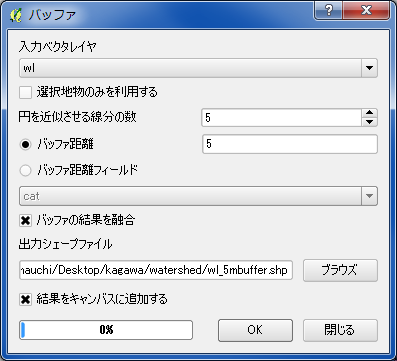 バッファ
?
入力ベクタレイヤ
wl
選択地物のみを利用する
円を近似させる線分の数
5
バッファ距離
5
バッファ距離フィールド
cat
バッファの結果を融合
出力シェープファイル
nauchi/Desktop/kagawa/watershed/wl_5mbuffer.shp
ブラウズ
結果をキャンバスに追加する
0%
OK
閉じる